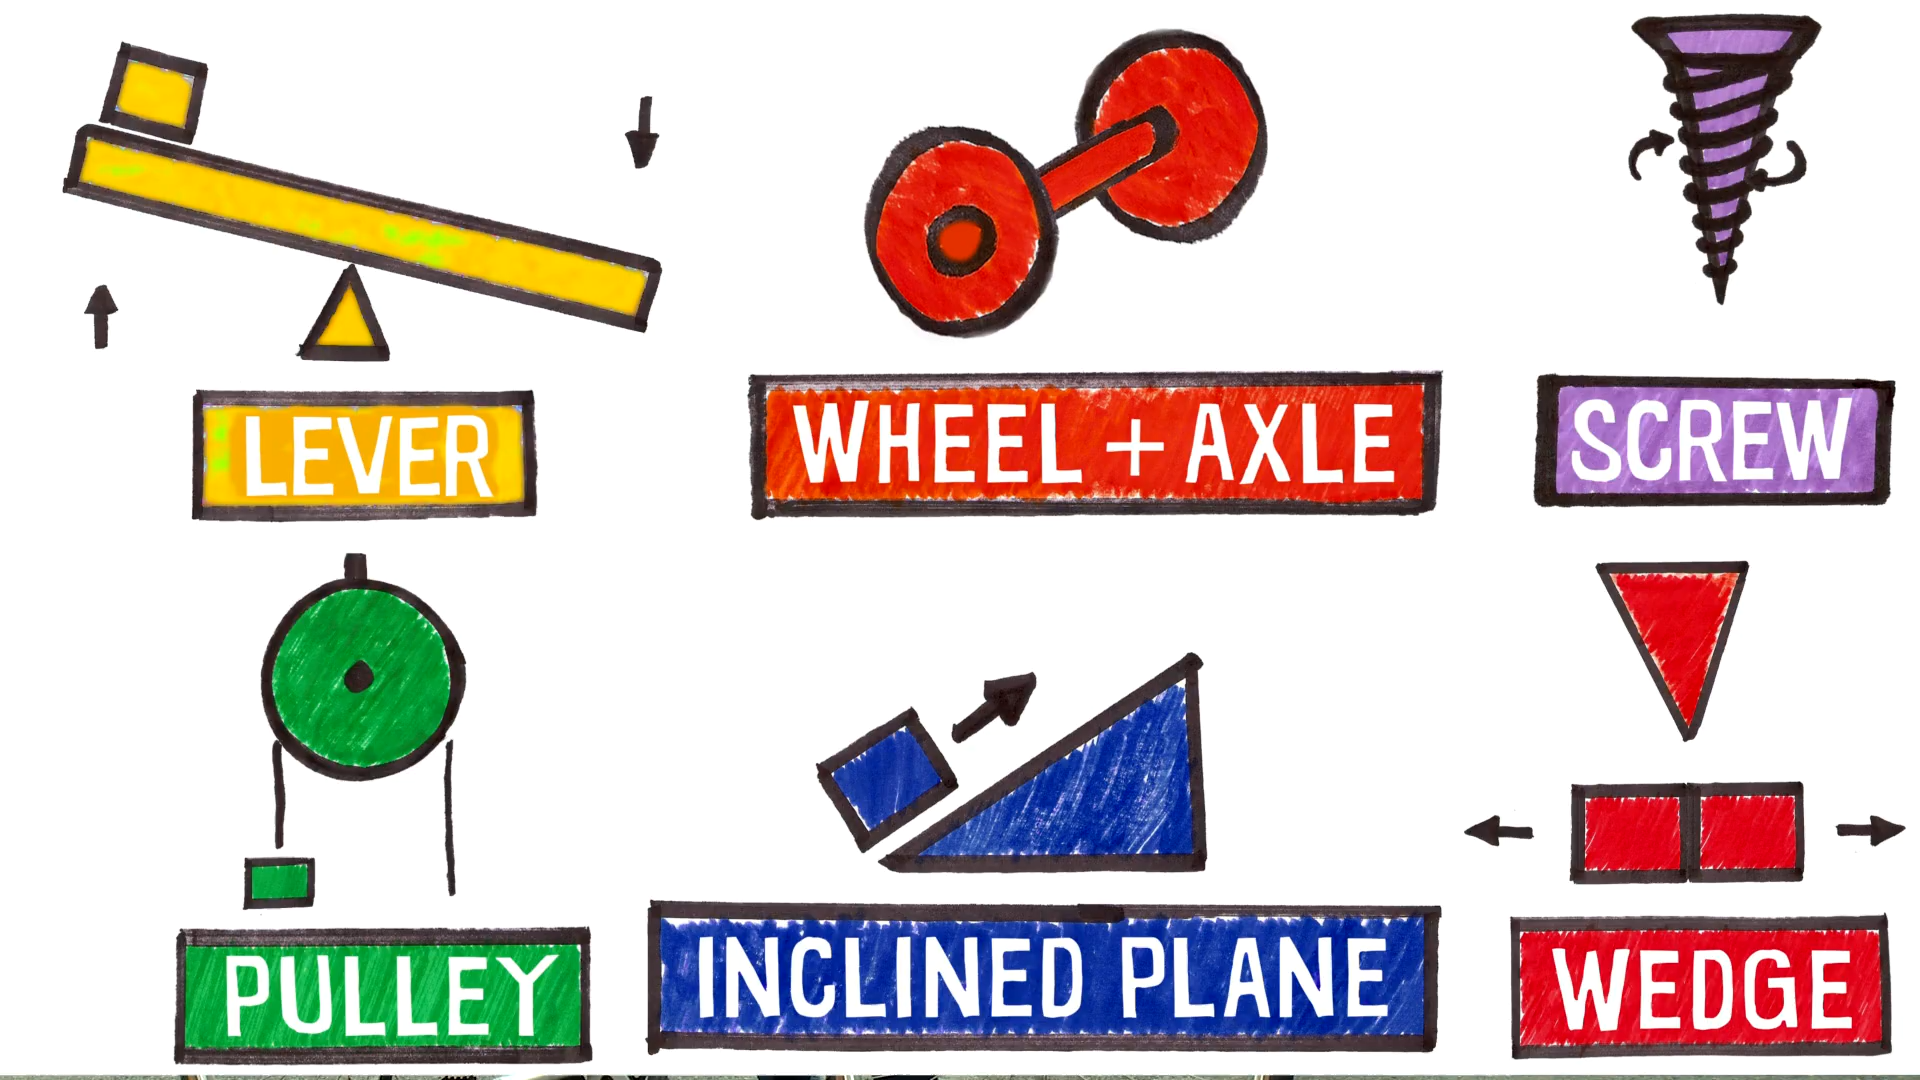 LEVER
WHEEL + AXLE
SCREW
PULLEY
INCLINED PLANE
WEDGE